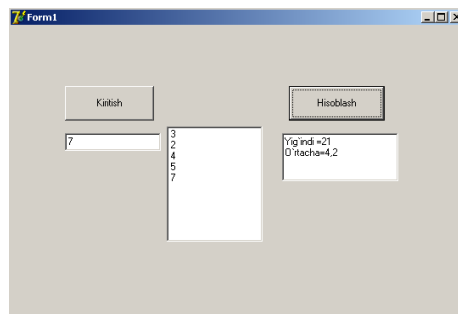 Form1
Kiritish
Hisoblash
7
3
2
4
5
7
Yig`indi =21
O`rtacha=4,2